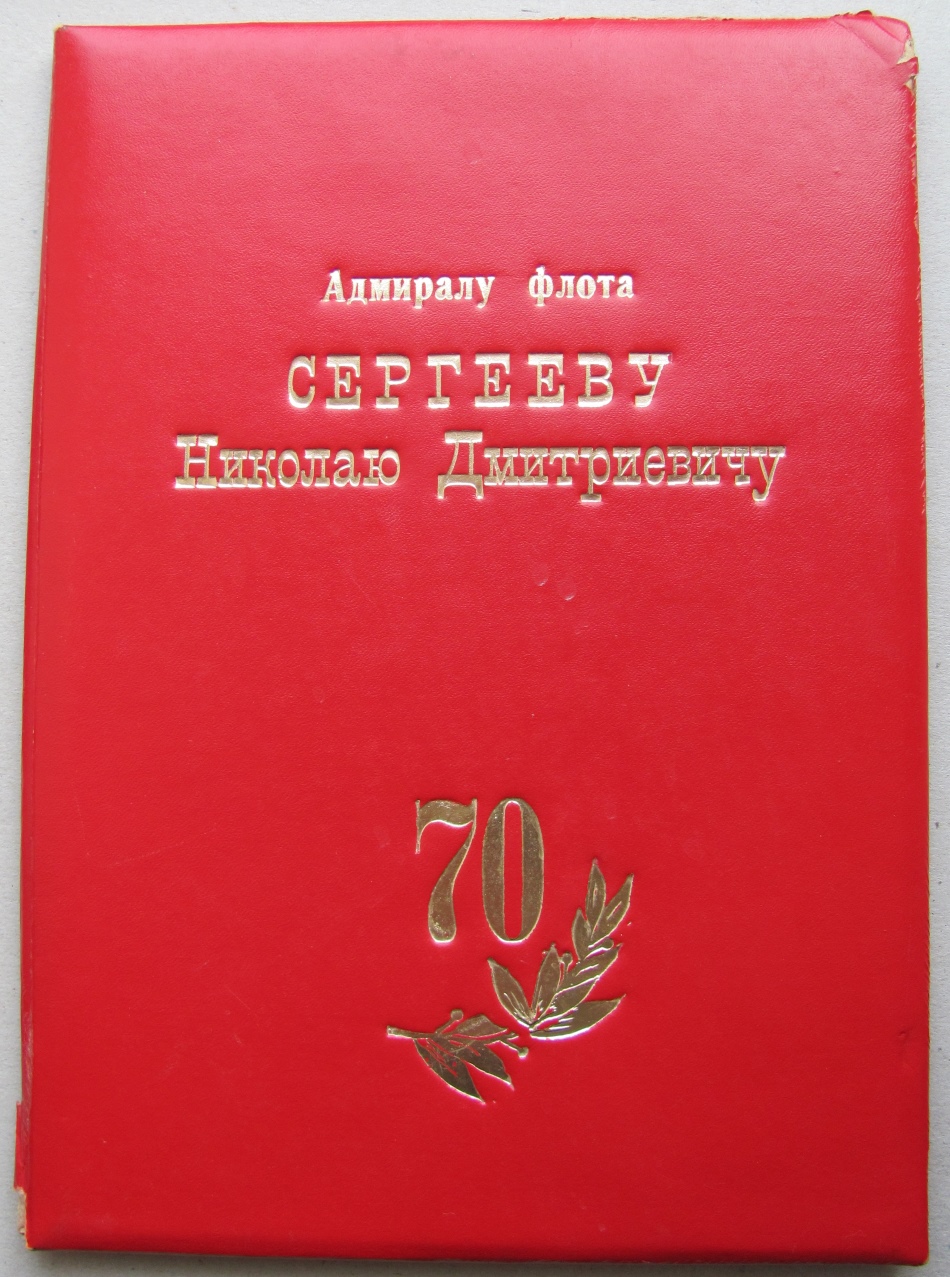 Адмиралу флота
СЕРГЕЕВУ
Николаю Дмитриевичу
70